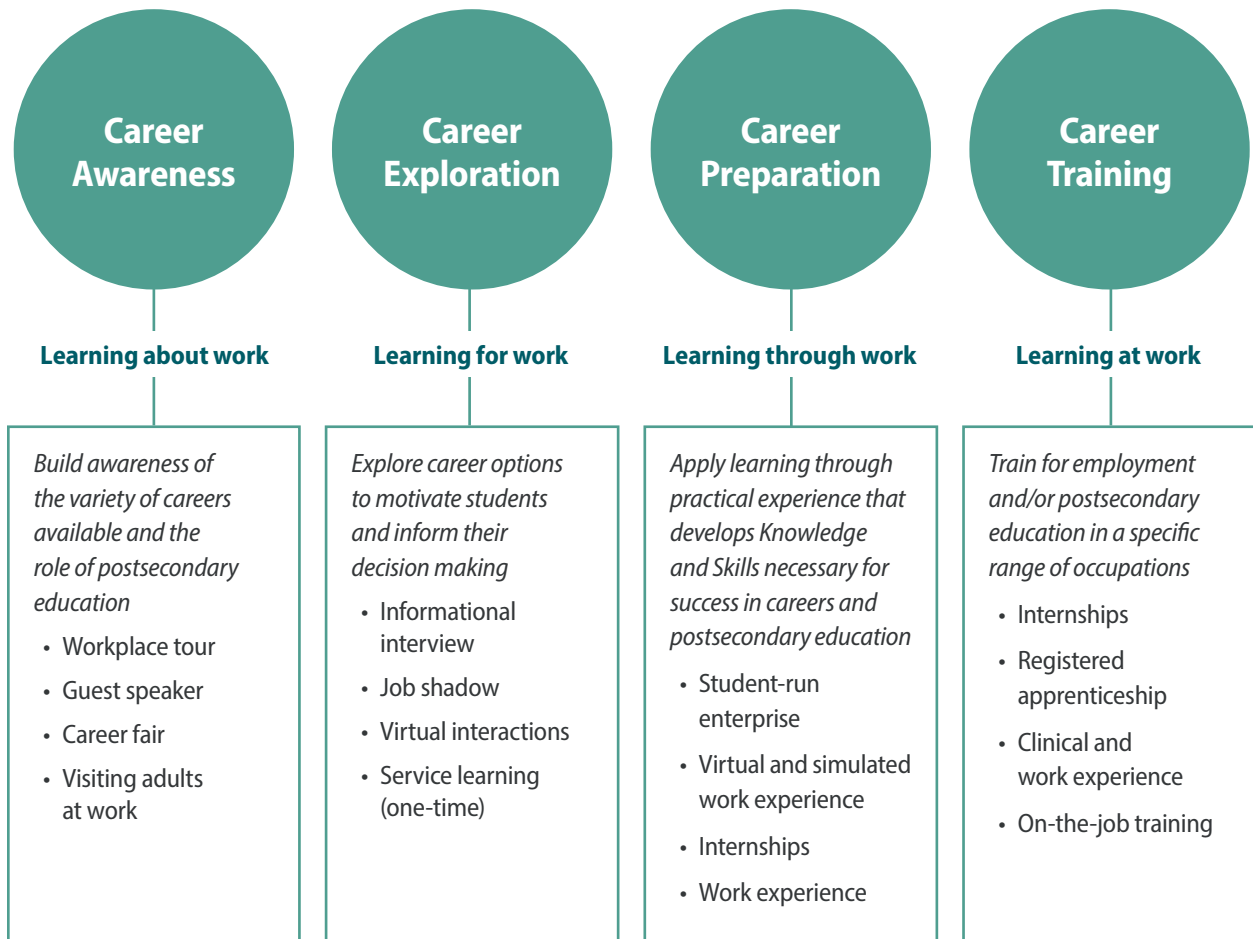 Career
Awareness
Learning about work
Build awareness of
the variety of careers
available and the
role of postsecondary
education
• Workplace tour
• Guest speaker
• Career fair
• Visiting adults
at work
Career
Exploration
Learning for work
Explore career options
to motivate students
and inform their
decision making
• Informational
interview
• Job shadow
• Virtual interactions
• Service learning
(one-time)
Career
Preparation
Learning through work
Apply learning through
practical experience that
develops Knowledge
and Skills necessary for
success in careers and
postsecondary education
• Student-run
enterprise
• Virtual and simulated
work experience
• Internships
• Work experience
Career
Training
Learning at work
Train for employment
and/or postsecondary
education in a specific
range of occupations
• Internships
• Registered
apprenticeship
• Clinical and
work experience
• On-the-job training